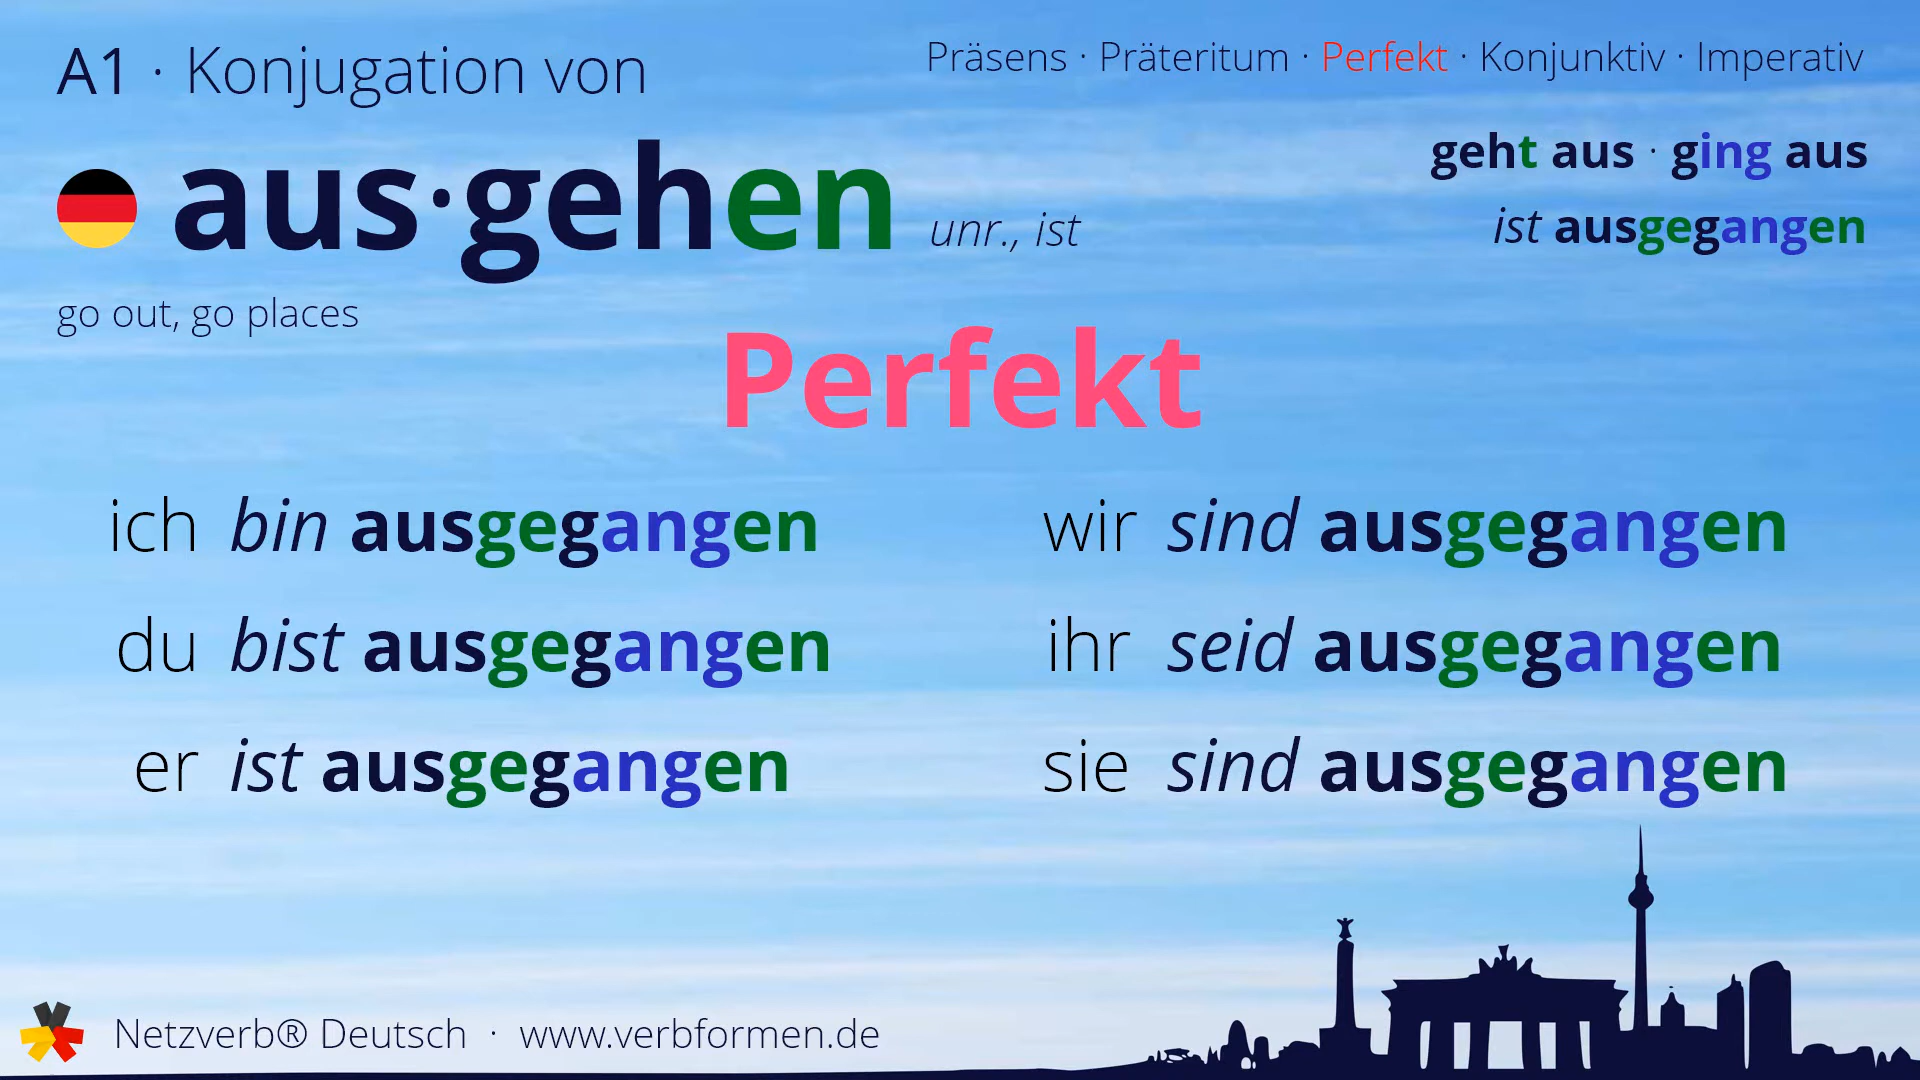 A1 · Konjugation von
Präsens · Präteritum · Perfekt · Konjunktiv · Imperativ
aus·gehen unr., ist
geht aus · ging aus
ist ausgegangen
go out, go places
Perfekt
ich bin ausgegangen
du bist ausgegangen
er ist ausgegangen
wir sind ausgegangen
ihr seid ausgegangen
sie sind ausgegangen
Netzverb® Deutsch · www.verbformen.de